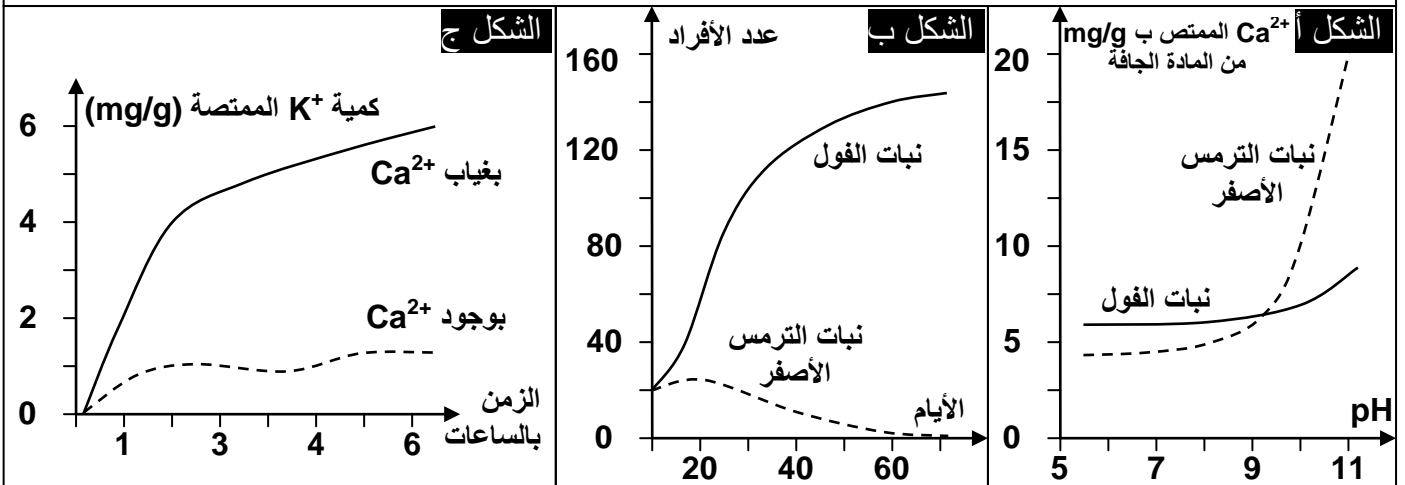 الشكل أ
Ca²⁺ الممتص ب mg/g
من المادة الجافة
20
15
10
5
0
نبات الترمس
الأصفر
نبات الفول
pH
5 7 9 11
الشكل ب
عدد الأفراد
160
120
80
40
0
نبات الفول
نبات الترمس
الأصفر
الأيام
20 40 60
الشكل ج
كمية K⁺ الممتصة (mg/g)
6
4
2
0
بغياب Ca²⁺
بوجود Ca²⁺
الزمن
بالساعات
1 3 4 6